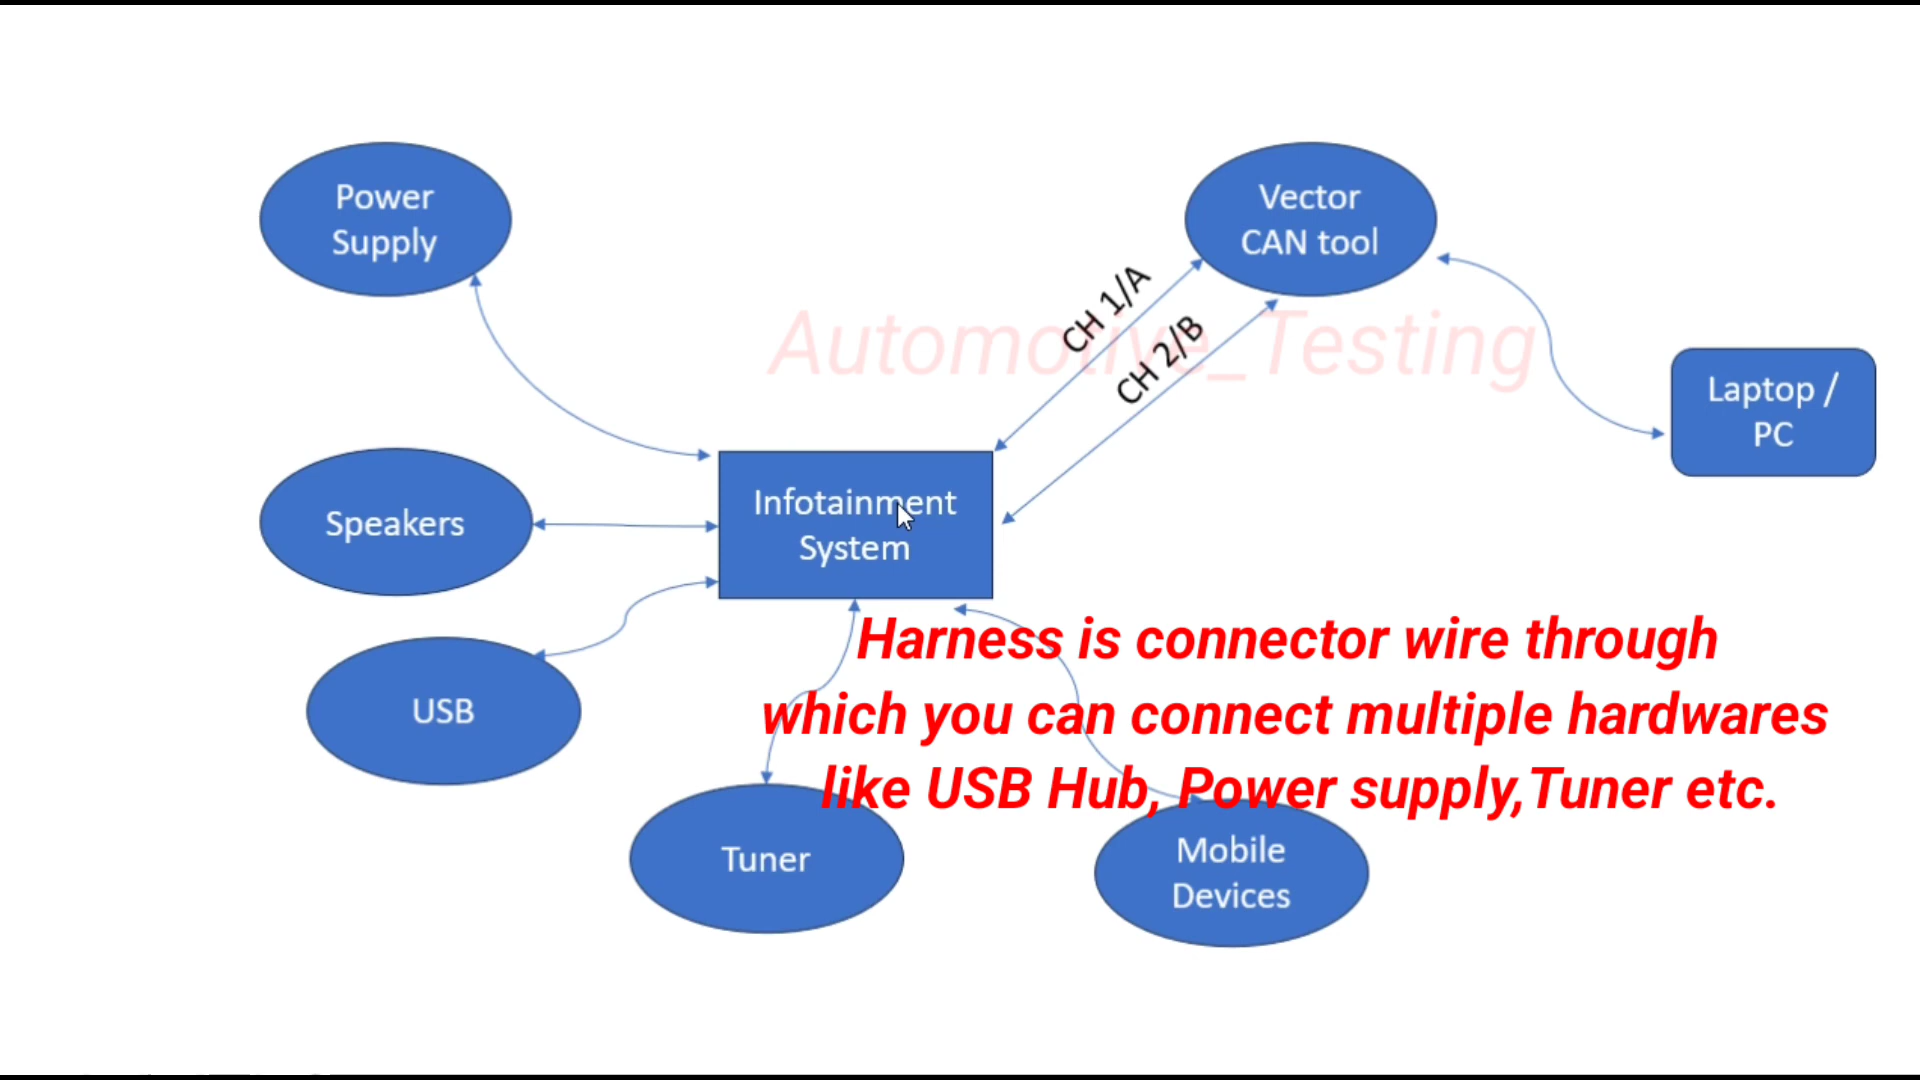 Power
Supply
Vector
CAN tool
CH 1/A
CH 2/B
Automotive_Testing
Laptop /
PC
Speakers
Infotainment
System
USB
Harness is connector wire through
which you can connect multiple hardwares
like USB Hub, Power supply,Tuner etc.
Tuner
Mobile
Devices